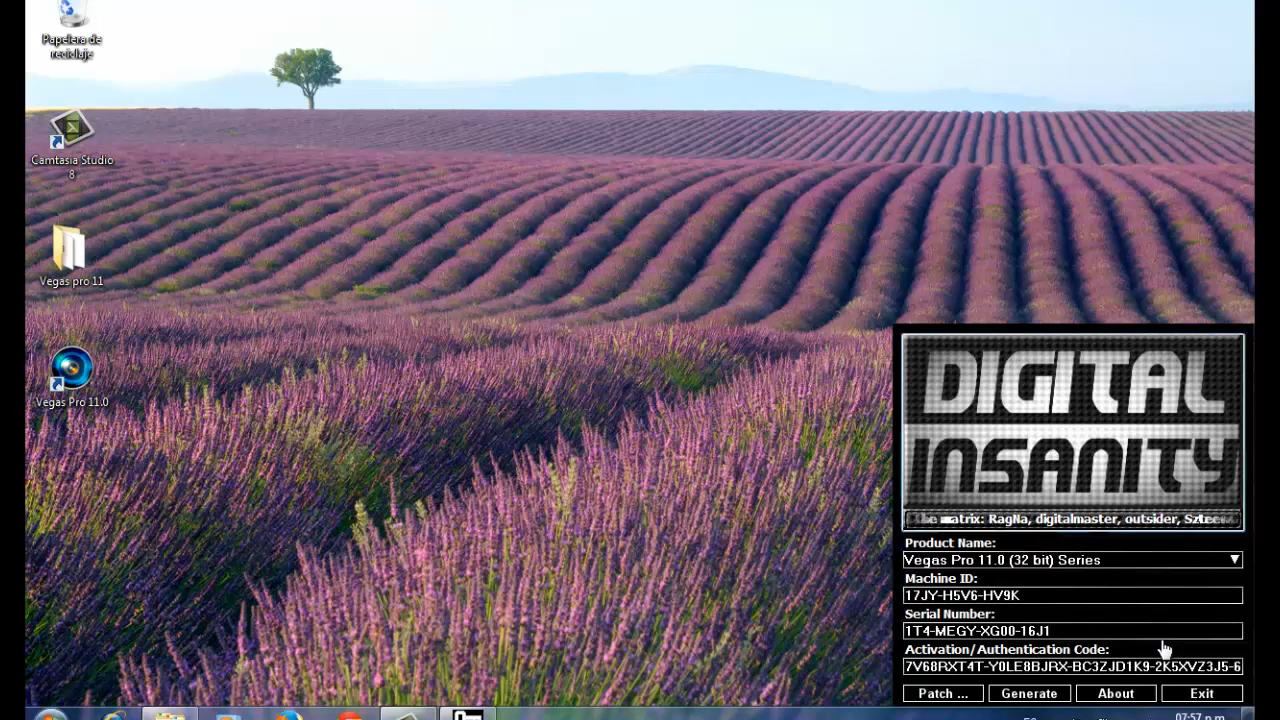 Papelera de
reciclaje
Camtasia Studio
8
Vegas pro 11
Vegas Pro 11.0
DIGITAL
INSANITY
matrix: RagNa, digitalmaster, outsider,
Product Name:
Vegas Pro 11.0 (32 bit) Series
Machine ID:
17JY-H5V6-HV9K
Serial Number:
1T4-MEGY-XG00-16J1
Activation/Authentication Code:
7V68RXT4T-Y0LE8BJRX-BC3ZJD1K9-2K5XVZ3J5-6
Patch ...
Generate
About
Exit
07:57 p.m.